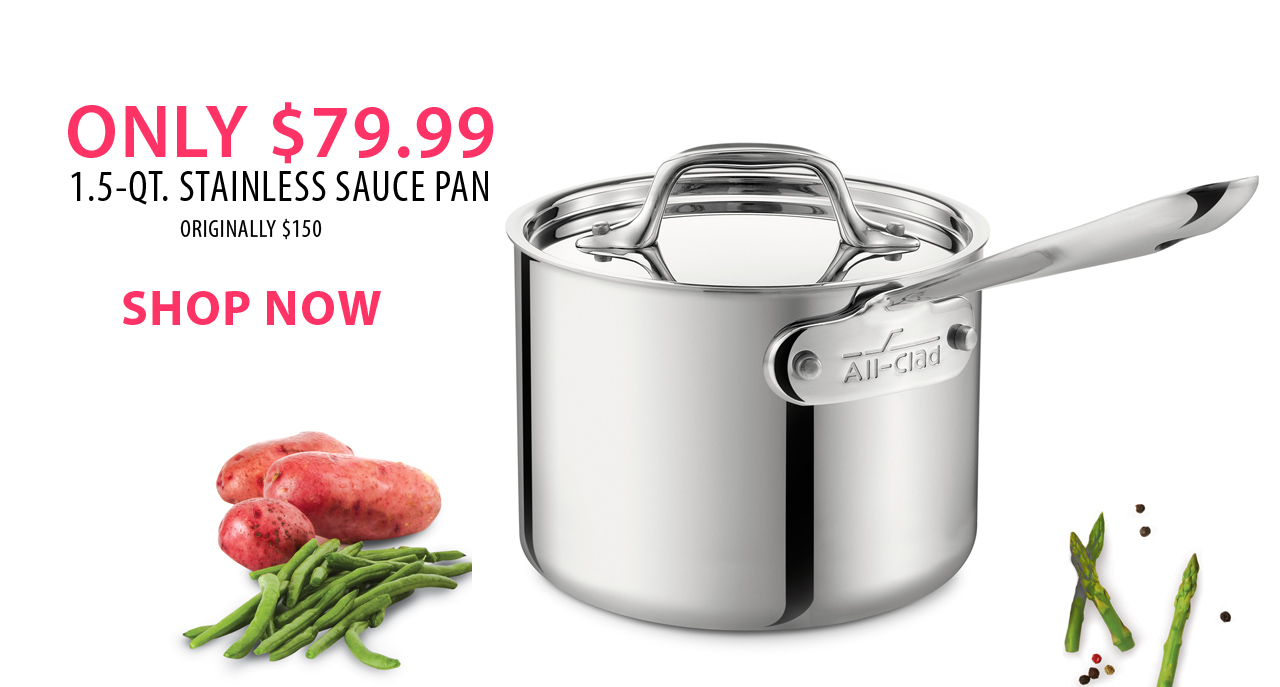 ONLY $79.99
1.5-QT. STAINLESS SAUCE PAN
ORIGINALLY $150
SHOP NOW
All-Clad